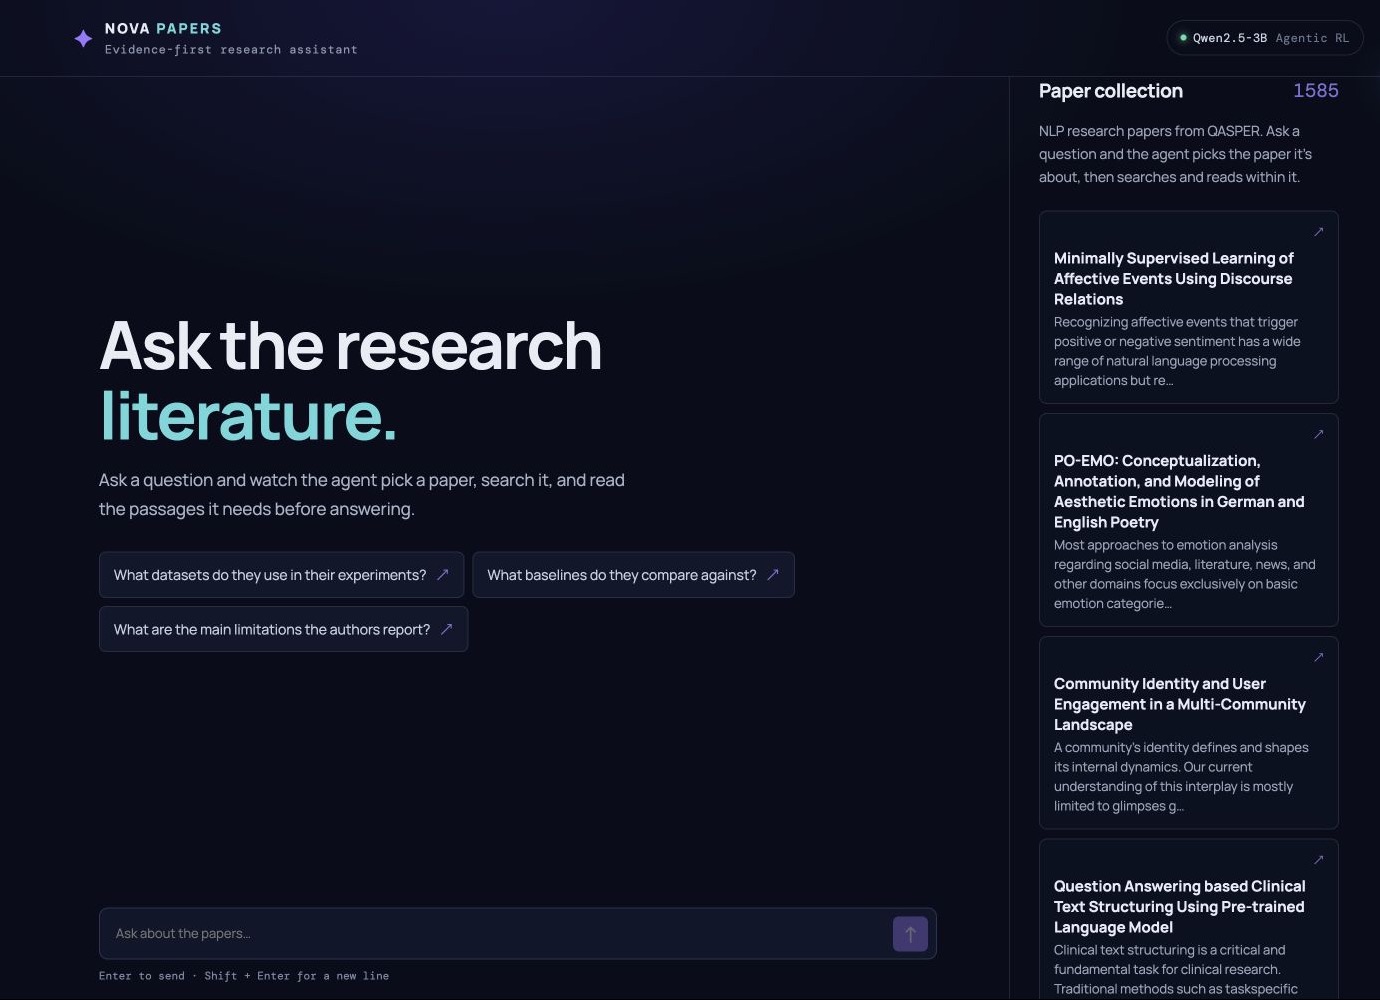 NOVA PAPERS
Evidence-first research assistant
Qwen2.5-3B Agentic RL
Ask the research
literature.
Ask a question and watch the agent pick a paper, search it, and read
the passages it needs before answering.
What datasets do they use in their experiments? ↗
What baselines do they compare against? ↗
What are the main limitations the authors report? ↗
Ask about the papers...
↑
Enter to send · Shift + Enter for a new line
Paper collection
1585
NLP research papers from QASPER. Ask a
question and the agent picks the paper it's
about, then searches and reads within it.
↗
Minimally Supervised Learning of
Affective Events Using Discourse
Relations
Recognizing affective events that trigger
positive or negative sentiment has a wide
range of natural language processing
applications but re...
↗
PO-EMO: Conceptualization,
Annotation, and Modeling of
Aesthetic Emotions in German and
English Poetry
Most approaches to emotion analysis
regarding social media, literature, news, and
other domains focus exclusively on basic
emotion categorie...
↗
Community Identity and User
Engagement in a Multi-Community
Landscape
A community's identity defines and shapes
its internal dynamics. Our current
understanding of this interplay is mostly
limited to glimpses g...
↗
Question Answering based Clinical
Text Structuring Using Pre-trained
Language Model
Clinical text structuring is a critical and
fundamental task for clinical research.
Traditional methods such as taskspecific